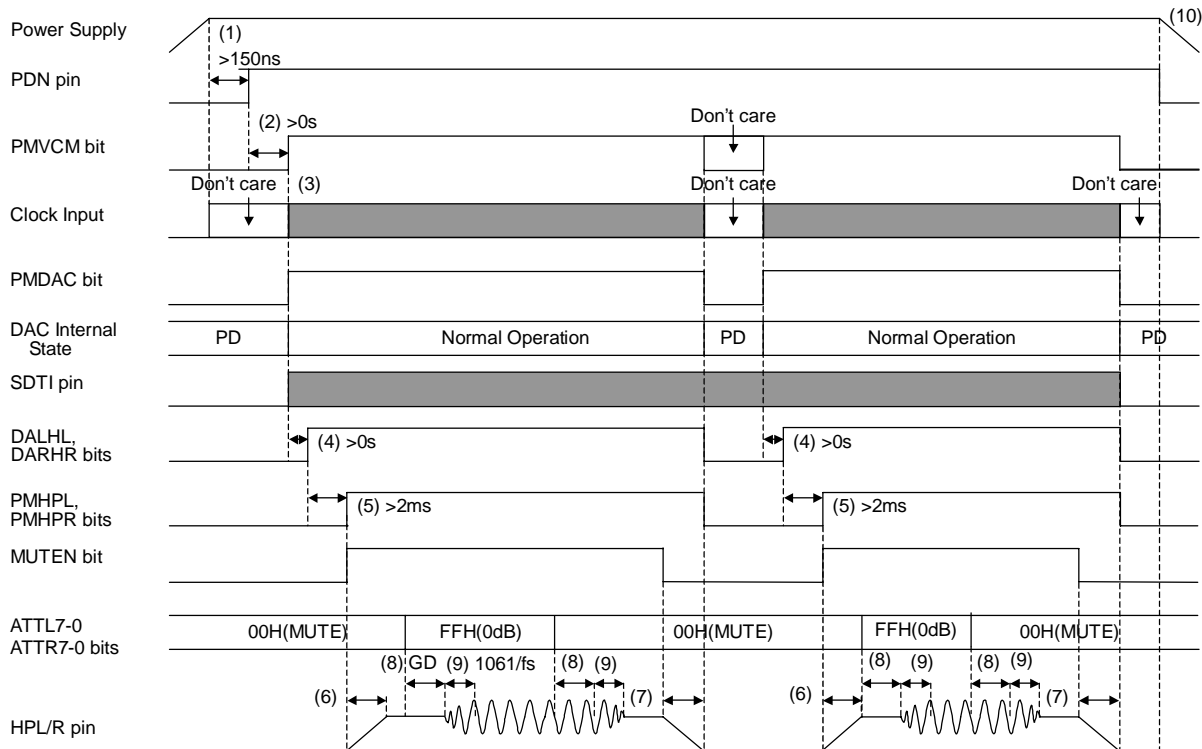 Power Supply
(1)
(10)
>150ns
PDN pin
(2) >0s
Don't care
PMVCM bit
Don't care
(3)
Don't care
Don't care
Clock Input
PMDAC bit
DAC Internal
State
PD
Normal Operation
PD
Normal Operation
PD
SDTI pin
DALHL,
DARHR bits
(4) >0s
(4) >0s
PMHPL,
PMHPR bits
(5) >2ms
(5) >2ms
MUTEN bit
ATTL7-0
ATTR7-0 bits
00H(MUTE)
FFH(0dB)
00H(MUTE)
FFH(0dB)
00H(MUTE)
(8) GD
(9) 1061/fs
(8)
(9)
(8)
(9)
(8)
(9)
(6)
(7)
(6)
(7)
HPL/R pin